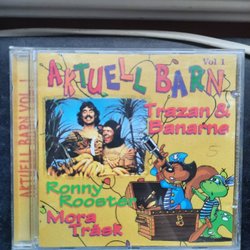 AKTUELL BARN VOL 1
Vol 1
AKTUELL BARN
Trazan &
Banarne
Ronny
Rooster
Mora
Träsk